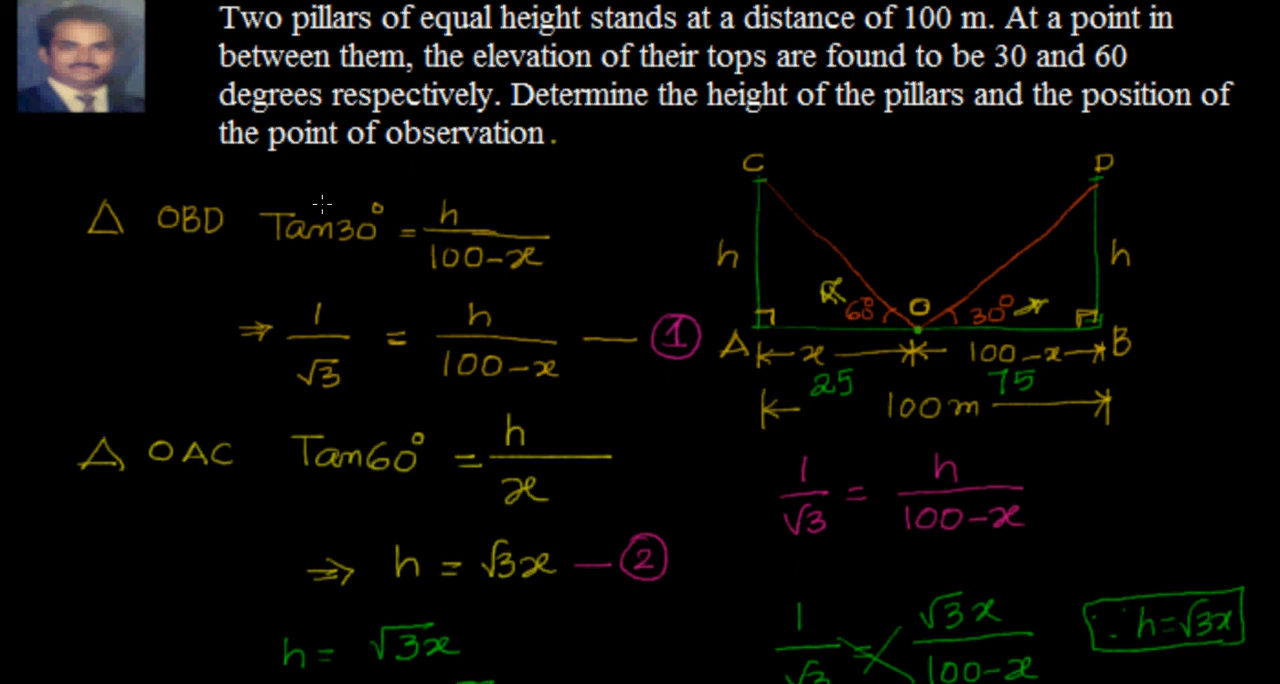 Two pillars of equal height stands at a distance of 100 m. At a point in
between them, the elevation of their tops are found to be 30 and 60
degrees respectively. Determine the height of the pillars and the position of
the point of observation.
△ OBD Tan30° = h/(100-x)
⇒ 1/√3 = h/(100-x) — ①
△ OAC Tan60° = h/x
⇒ h = √3x — ②
h = √3x
C D
h h
60° O 30°
A x 100-x B
25 75
100m
1/√3 = h/(100-x)
1/√3 = √3x/(100-x) ∵ h=√3x